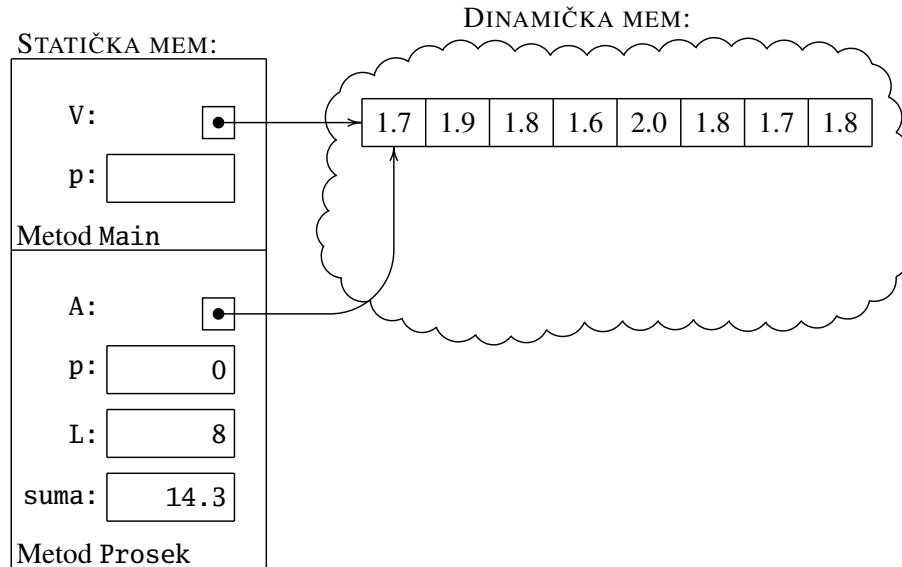 DINAMIČKA MEM:
STATIČKA MEM:
V:
1.7 1.9 1.8 1.6 2.0 1.8 1.7 1.8
p:
Metod Main
A:
p: 0
L: 8
suma: 14.3
Metod Prosek